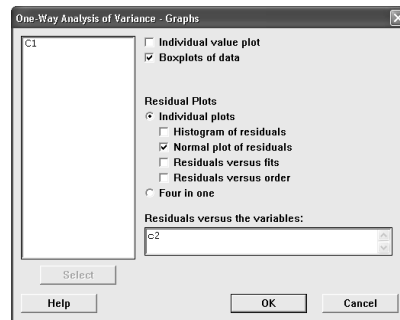 One-Way Analysis of Variance - Graphs
C1
Individual value plot
Boxplots of data
Residual Plots
Individual plots
Histogram of residuals
Normal plot of residuals
Residuals versus fits
Residuals versus order
Four in one
Residuals versus the variables:
c2
Select
Help
OK
Cancel